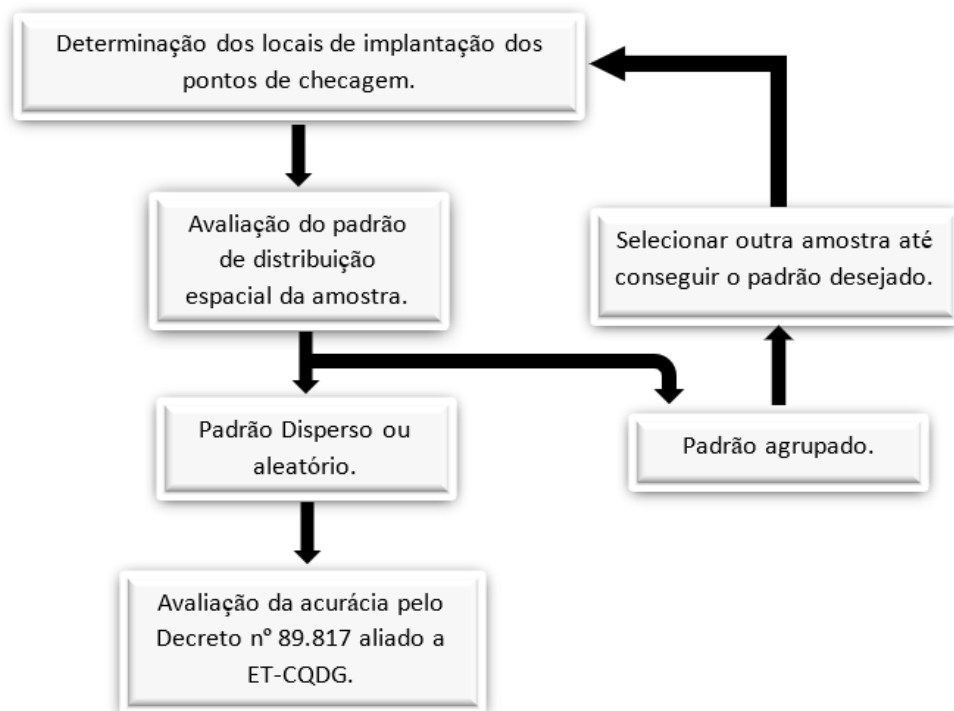 Determinação dos locais de implantação dos
pontos de checagem.
Avaliação do padrão
de distribuição
espacial da amostra.
Selecionar outra amostra até
conseguir o padrão desejado.
Padrão Disperso ou
aleatório.
Padrão agrupado.
Avaliação da acurácia pelo
Decreto n° 89.817 aliado a
ET-CQDG.